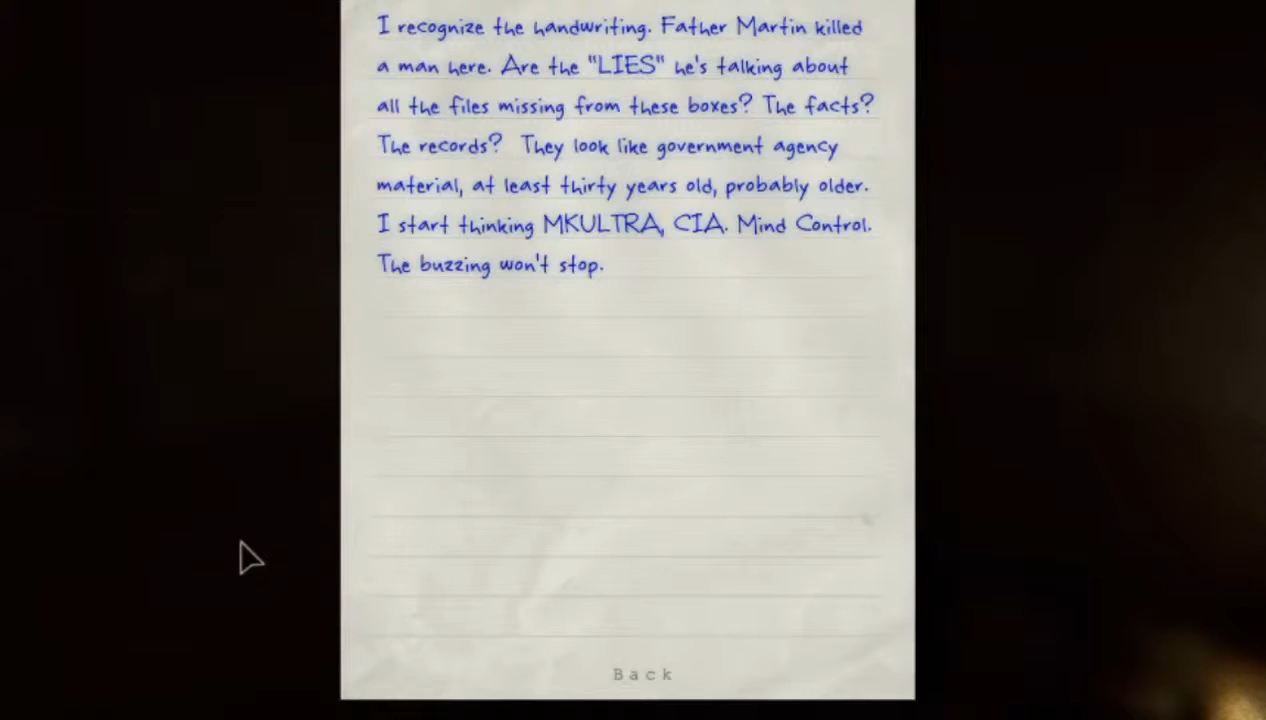 I recognize the handwriting. Father Martin killed
a man here. Are the "LIES" he's talking about
all the files missing from these boxes? The facts?
The records? They look like government agency
material, at least thirty years old, probably older.
I start thinking MKULTRA, CIA. Mind Control.
The buzzing won't stop.
Back